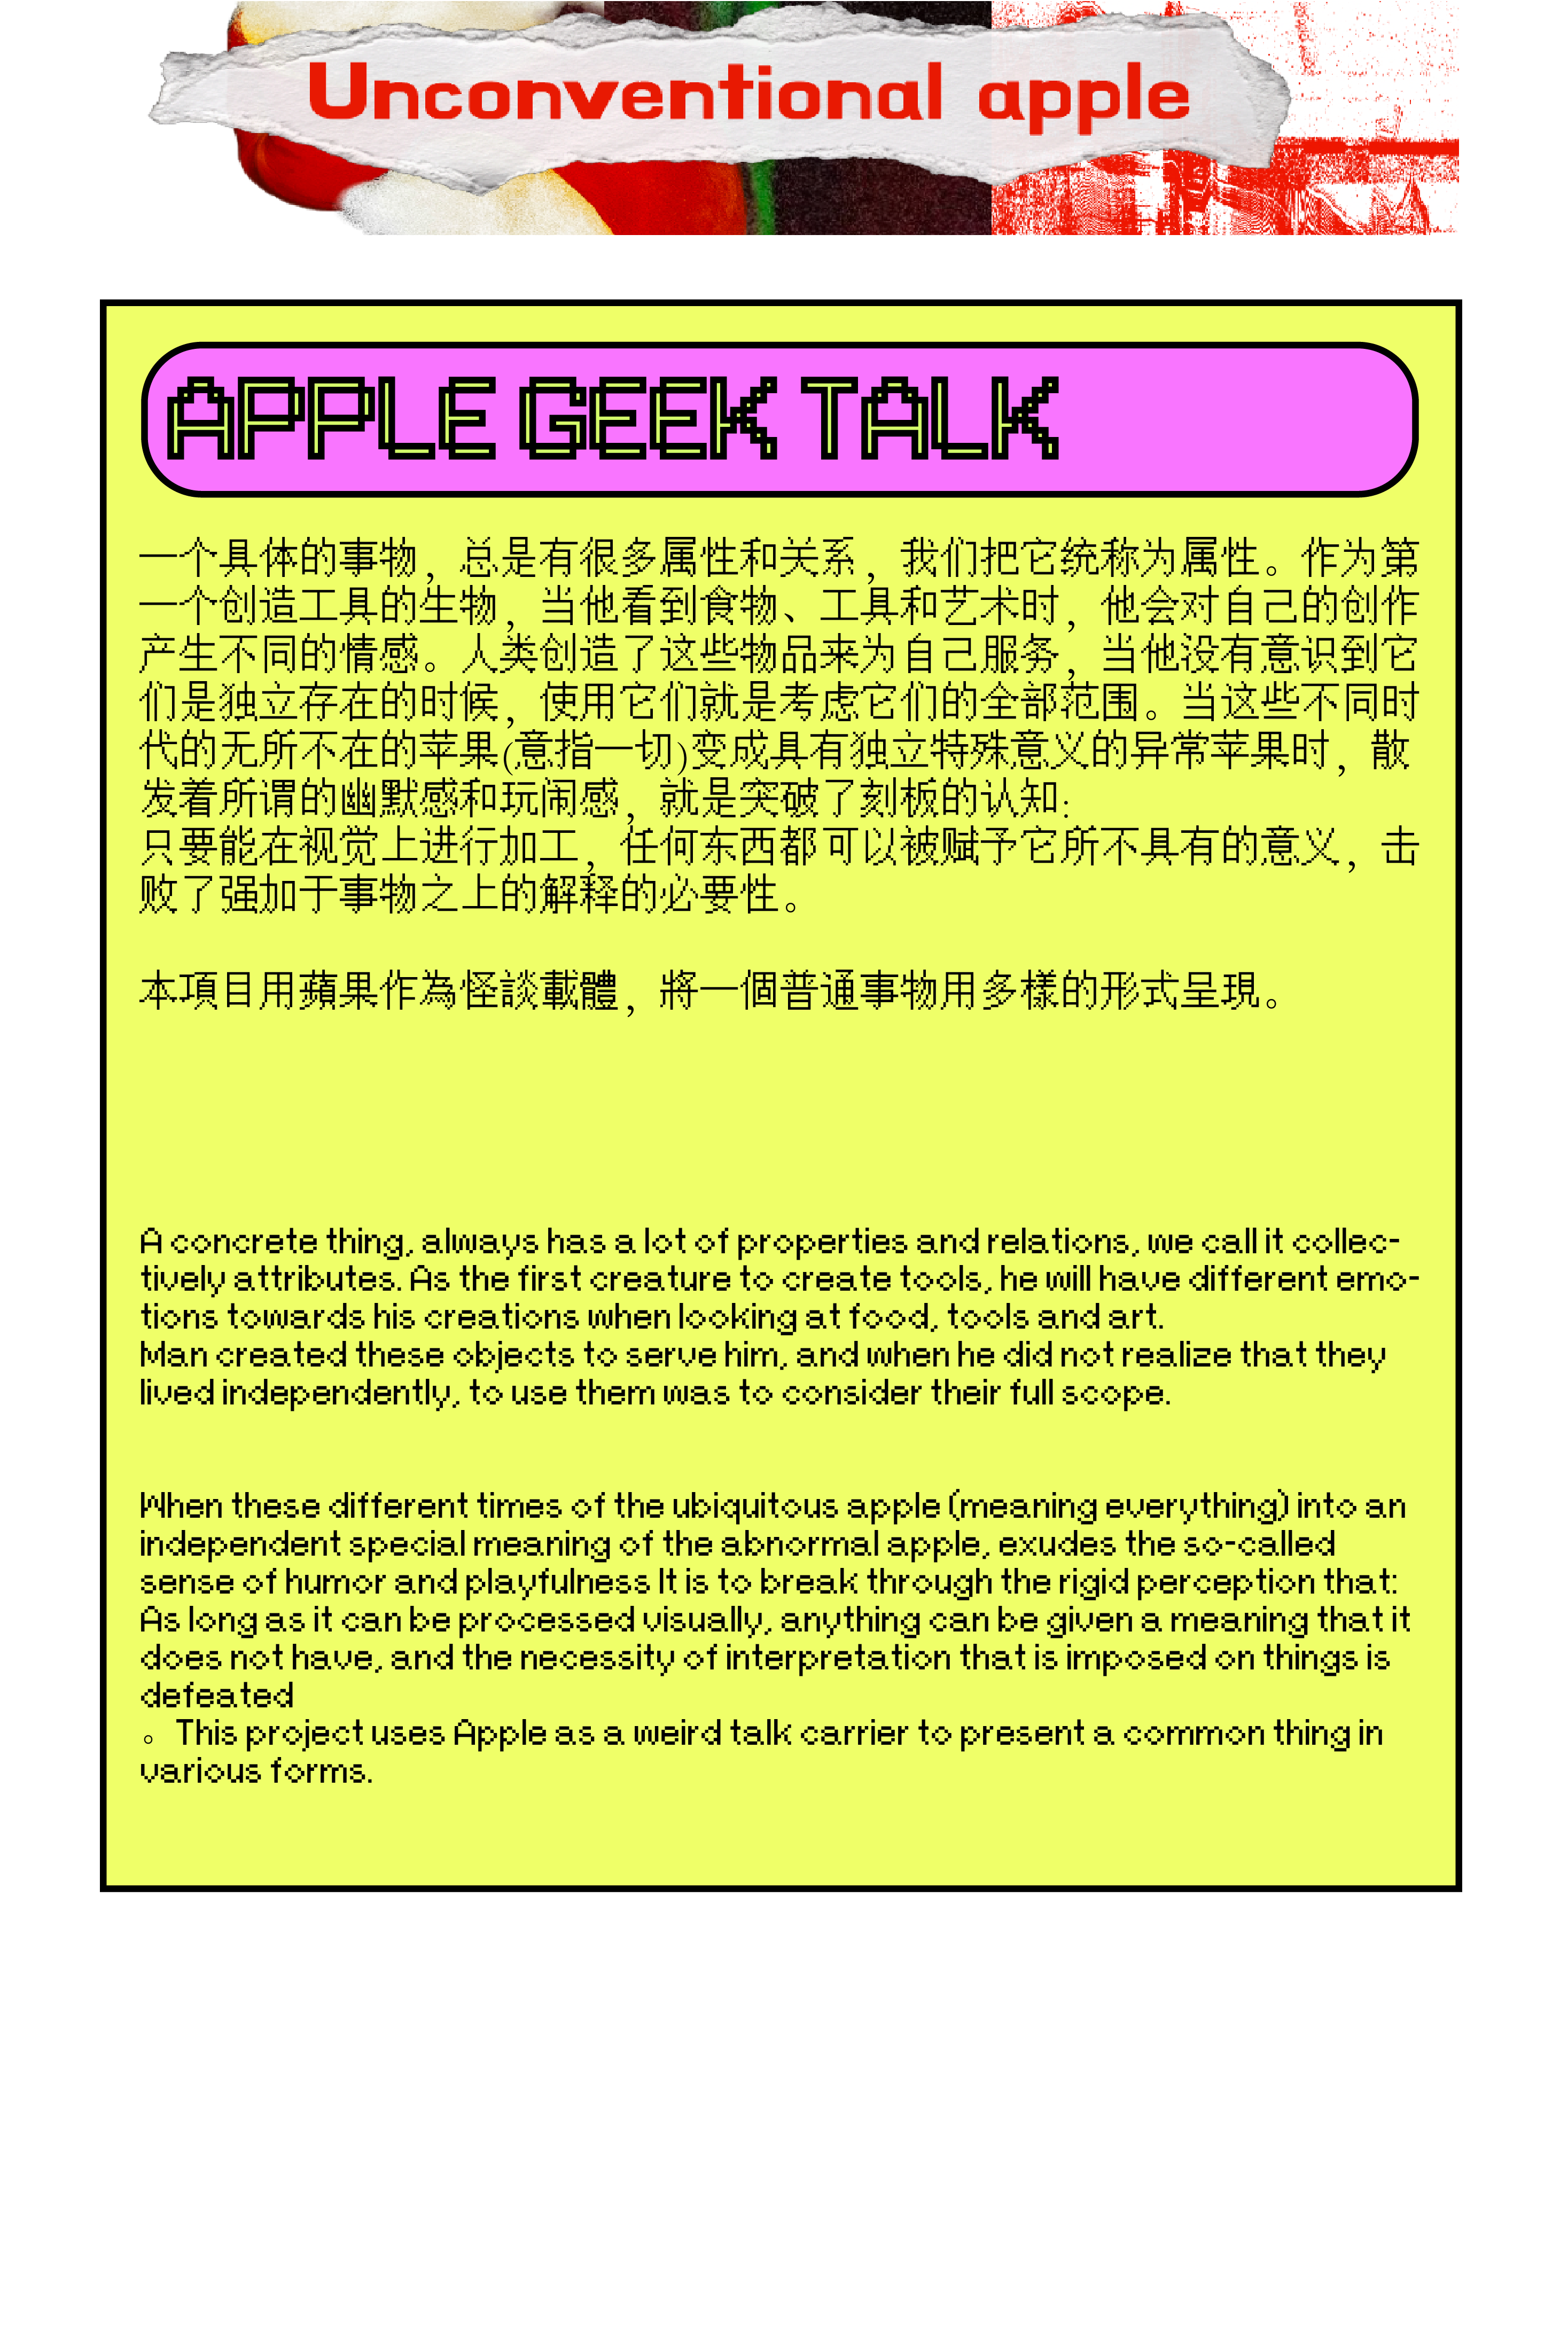 Unconventional apple
APPLE GEEK TALK
一个具体的事物，总是有很多属性和关系，我们把它统称为属性。作为第
一个创造工具的生物，当他看到食物、工具和艺术时，他会对自己的创作
产生不同的情感。人类创造了这些物品来为自己服务，当他没有意识到它
们是独立存在的时候，使用它们就是考虑它们的全部范围。当这些不同时
代的无所不在的苹果(意指一切)变成具有独立特殊意义的异常苹果时，散
发着所谓的幽默感和玩闹感，就是突破了刻板的认知:
只要能在视觉上进行加工，任何东西都可以被赋予它所不具有的意义，击
败了强加于事物之上的解释的必要性。
本項目用蘋果作為怪談載體，將一個普通事物用多樣的形式呈現。
A concrete thing, always has a lot of properties and relations, we call it collec-
tively attributes. As the first creature to create tools, he will have different emo-
tions towards his creations when looking at food, tools and art.
Man created these objects to serve him, and when he did not realize that they
lived independently, to use them was to consider their full scope.
When these different times of the ubiquitous apple (meaning everything) into an
independent special meaning of the abnormal apple, exudes the so-called
sense of humor and playfulness It is to break through the rigid perception that:
As long as it can be processed visually, anything can be given a meaning that it
does not have, and the necessity of interpretation that is imposed on things is
defeated
。This project uses Apple as a weird talk carrier to present a common thing in
various forms.